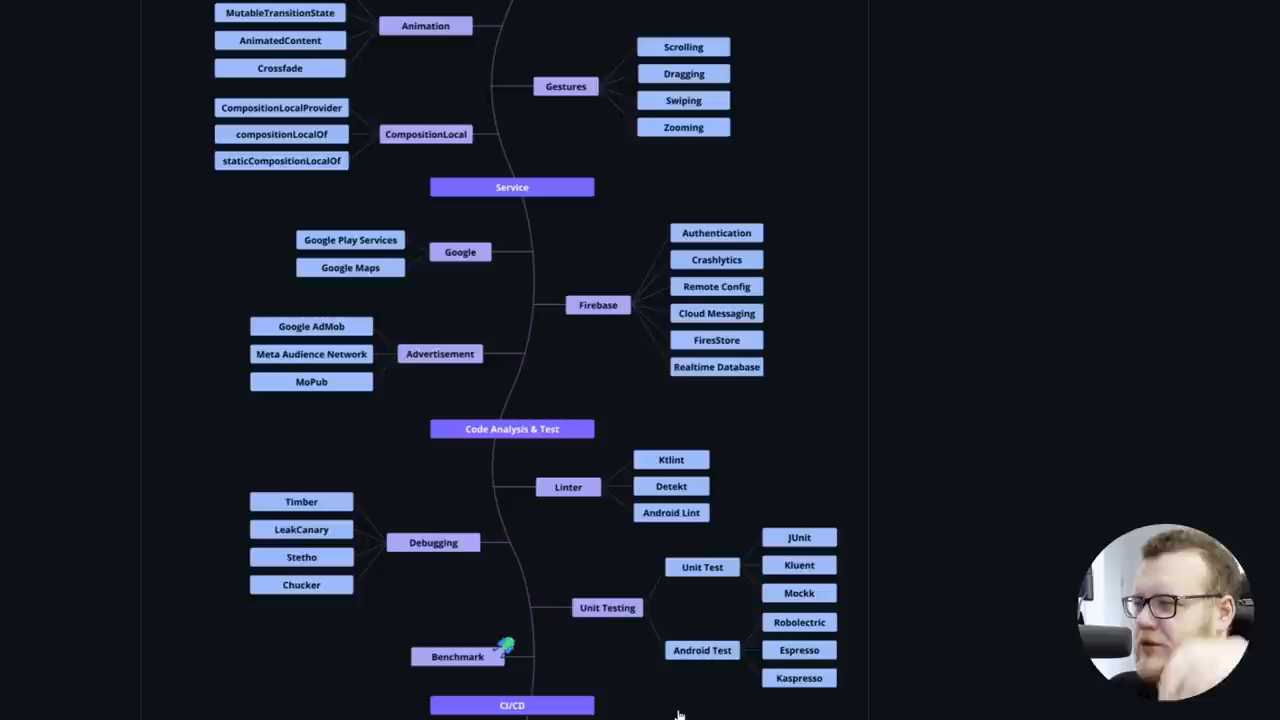 MutableTransitionState
Animation
AnimatedContent
Crossfade
Scrolling
Gestures
Dragging
Swiping
Zooming
CompositionLocalProvider
compositionLocalOf
CompositionLocal
staticCompositionLocalOf
Service
Google Play Services
Google
Google Maps
Authentication
Crashlytics
Remote Config
Firebase
Cloud Messaging
FiresStore
Realtime Database
Google AdMob
Meta Audience Network
Advertisement
MoPub
Code Analysis & Test
Ktlint
Linter
Detekt
Android Lint
Timber
LeakCanary
Debugging
Stetho
Chucker
JUnit
Unit Test
Kluent
Mockk
Unit Testing
Robolectric
Android Test
Espresso
Kaspresso
Benchmark
CI/CD